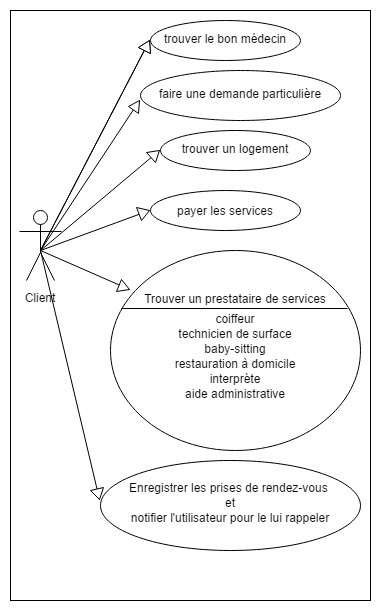 trouver le bon médecin
faire une demande particulière
trouver un logement
payer les services
Client
Trouver un prestataire de services
coiffeur
technicien de surface
baby-sitting
restauration à domicile
interprète
aide administrative
Enregistrer les prises de rendez-vous
et
notifier l'utilisateur pour le lui rappeler